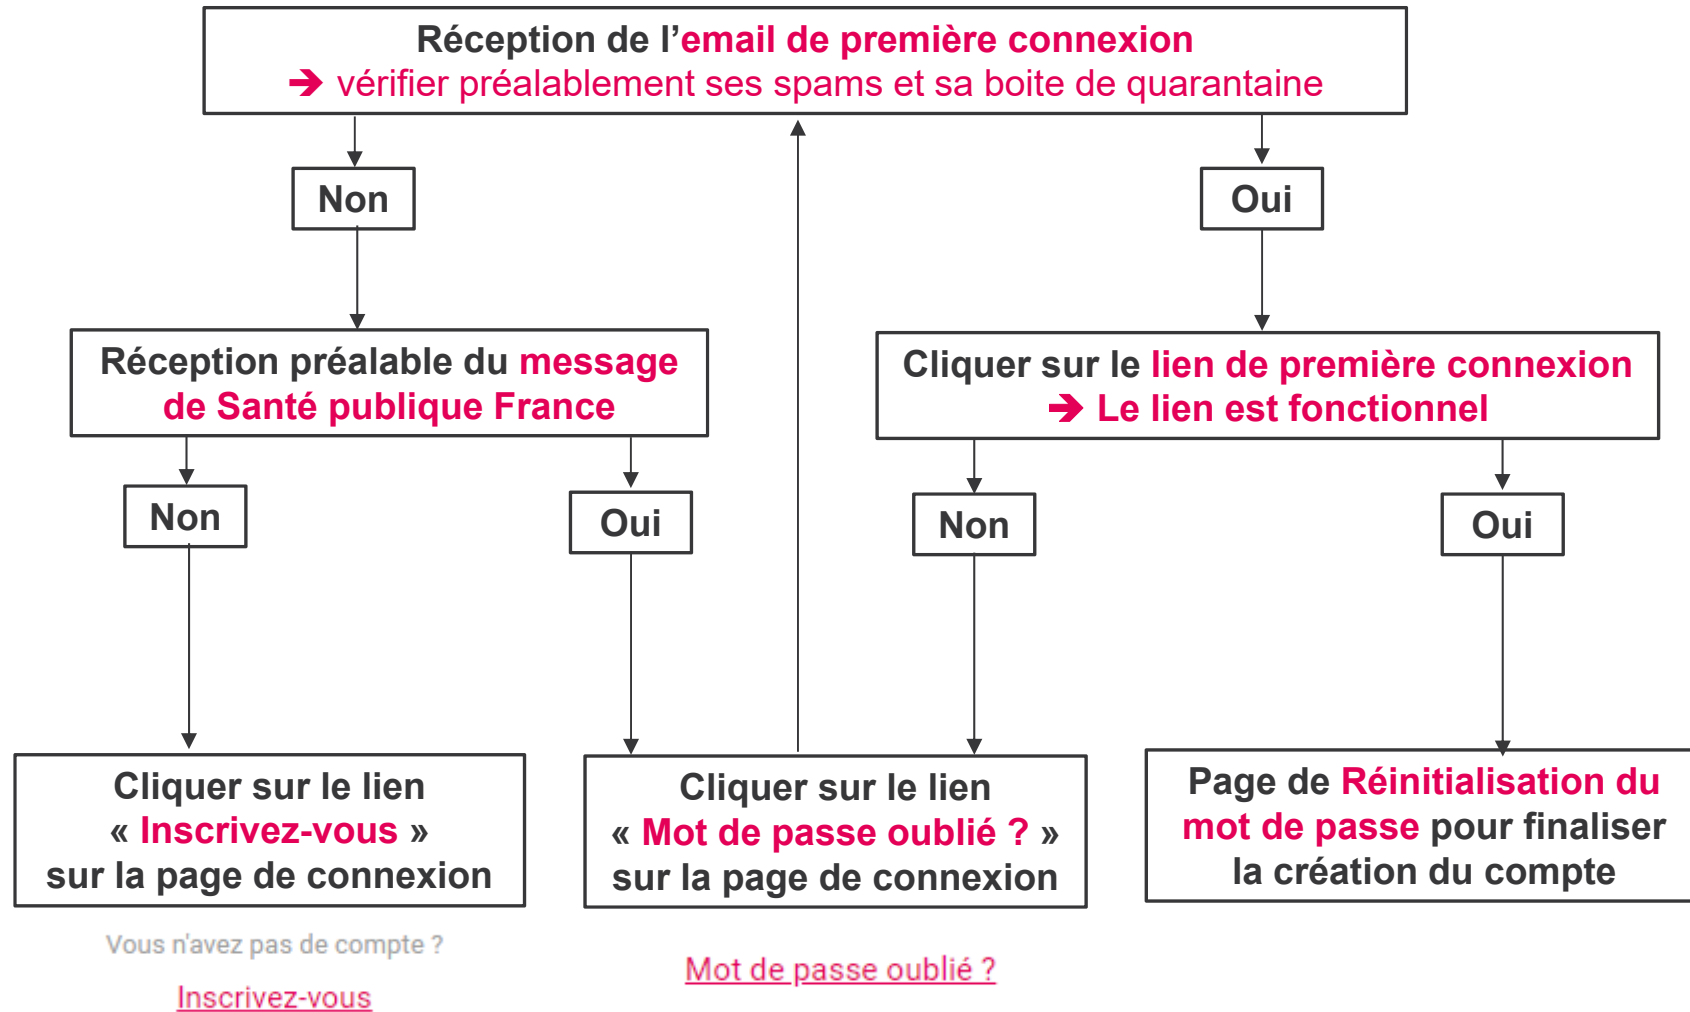 Réception de l’email de première connexion
➔ vérifier préalablement ses spams et sa boite de quarantaine
Non
Oui
Réception préalable du message
de Santé publique France
Cliquer sur le lien de première connexion
➔ Le lien est fonctionnel
Non
Oui
Non
Oui
Cliquer sur le lien
« Inscrivez-vous »
sur la page de connexion
Cliquer sur le lien
« Mot de passe oublié ? »
sur la page de connexion
Page de Réinitialisation du
mot de passe pour finaliser
la création du compte
Vous n'avez pas de compte ?
Inscrivez-vous
Mot de passe oublié ?